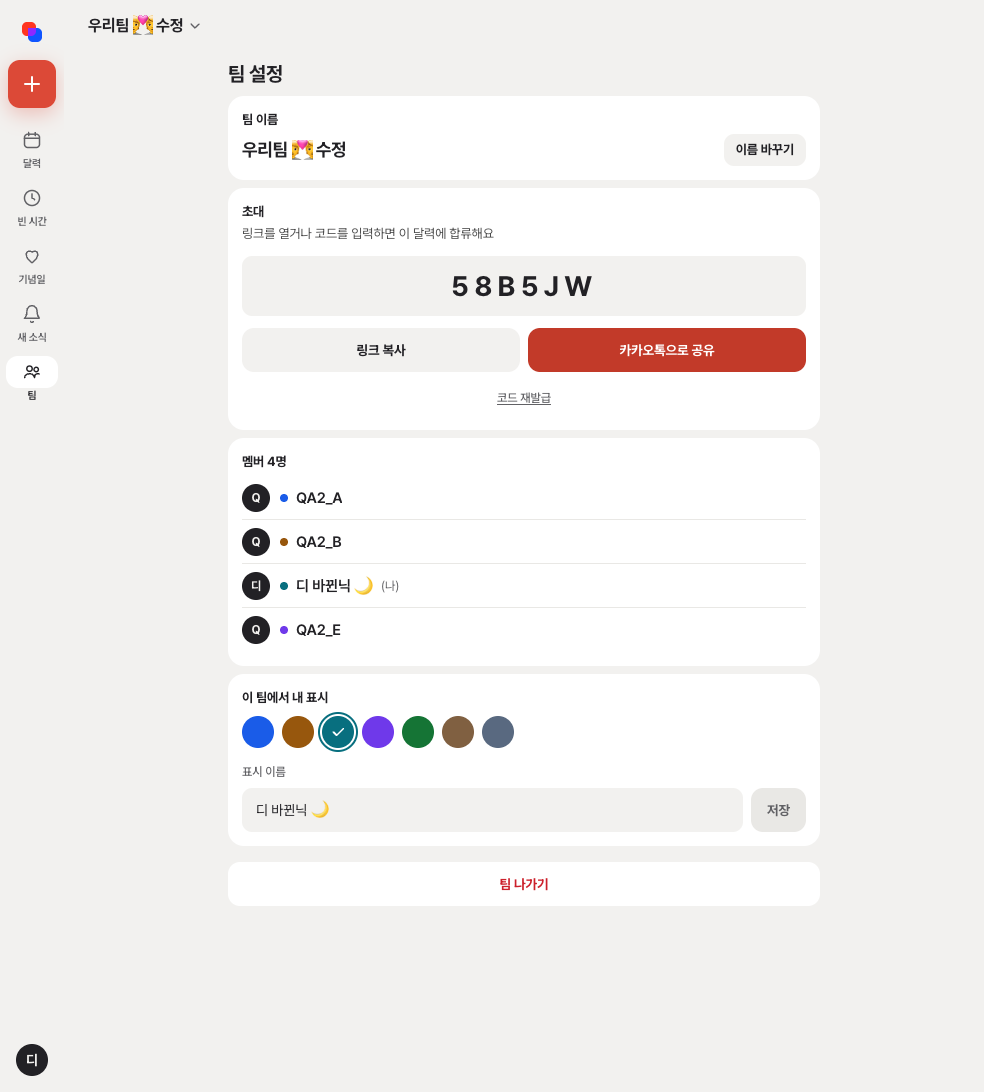 우리팀 💏 수정
팀 설정
달력
빈 시간
기념일
새 소식
팀
팀 이름
우리팀 💏 수정
이름 바꾸기
초대
링크를 열거나 코드를 입력하면 이 달력에 합류해요
58B5JW
링크 복사
카카오톡으로 공유
코드 재발급
멤버 4명
Q QA2_A
Q QA2_B
디 디 바뀐닉 🌙 (나)
Q QA2_E
이 팀에서 내 표시
표시 이름
디 바뀐닉 🌙
저장
팀 나가기
디